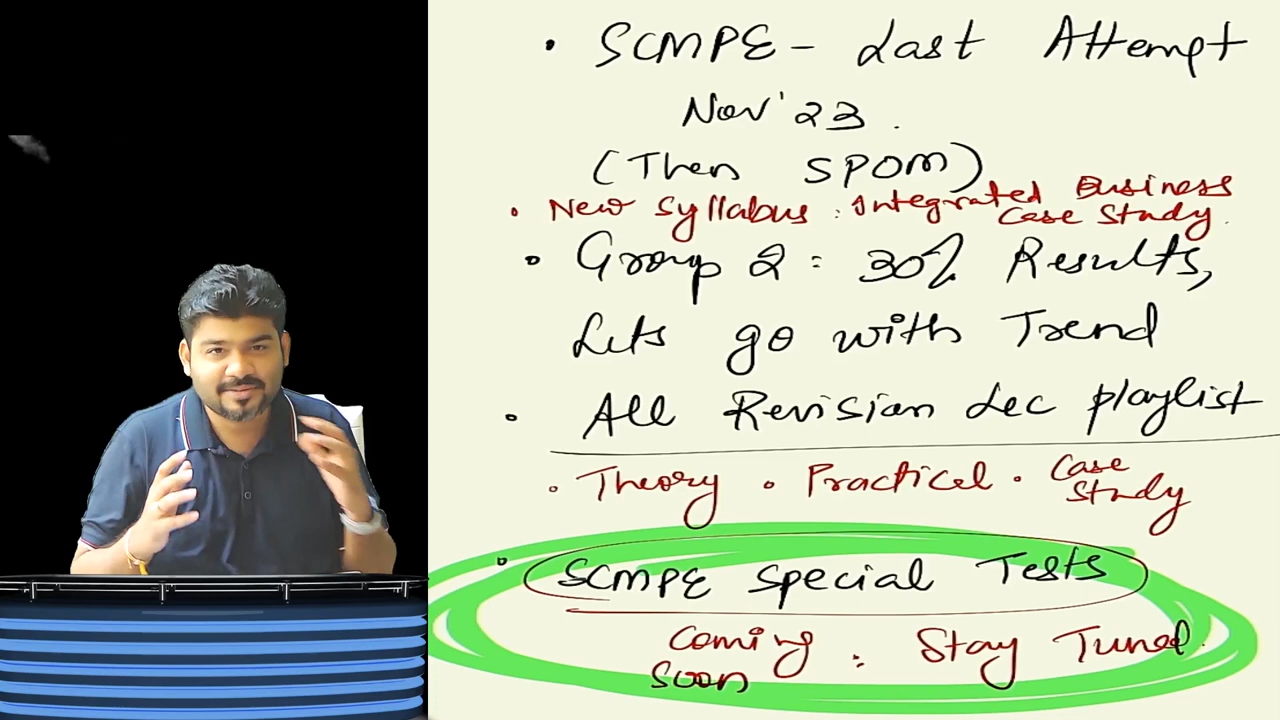 • SCMPE - Last Attempt
Nov'23.
(Then SPOM)
• New Syllabus : Integrated Business
Case Study.
• Group 2 : 30% Results,
Lets go with Trend
• All Revision Lec playlist
• Theory • Practical • Case
Study
• SCMPE Special Tests
Coming : Stay Tuned.
Soon